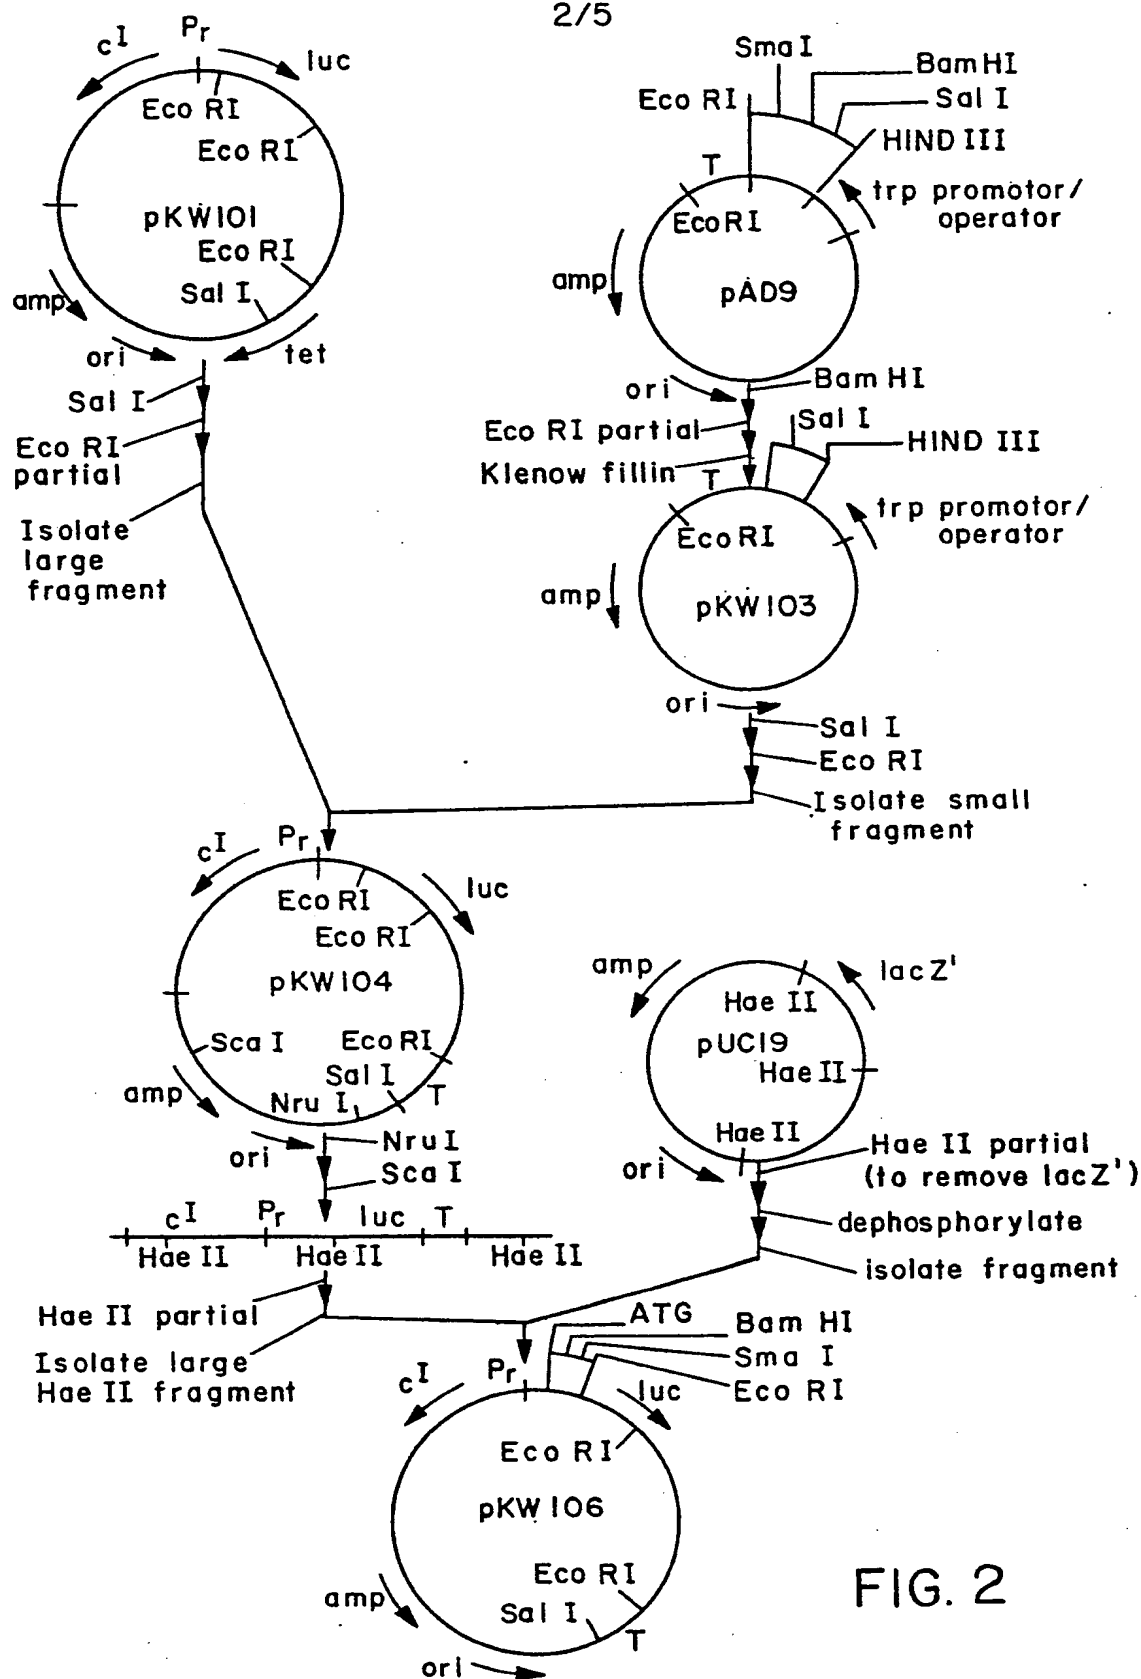 2/5
cI
Pr
luc
Eco RI
Eco RI
pKW101
Eco RI
Sal I
amp
ori
tet
Sal I
Eco RI
partial
Isolate
large
fragment
Sma I
Bam HI
Eco RI
Sal I
HIND III
T
trp promotor/
operator
Eco RI
amp
pAD9
ori
Bam HI
Eco RI partial
Klenow fillin
Sal I
HIND III
T
trp promotor/
operator
Eco RI
amp
pKW103
ori
Sal I
Eco RI
Isolate small
fragment
cI
Pr
luc
Eco RI
Eco RI
pKW104
Sca I
Eco RI
Sal I
T
amp
Nru I
ori
Nru I
Sca I
amp
lacZ'
Hae II
pUC19
Hae II
Hae II
ori
Hae II partial
(to remove lacZ')
dephosphorylate
isolate fragment
cI
Pr
luc
T
Hae II
Hae II
Hae II
Hae II partial
Isolate large
Hae II fragment
ATG
Bam HI
Sma I
Eco RI
cI
Pr
luc
Eco RI
pKW106
Eco RI
Sal I
T
amp
ori
FIG. 2